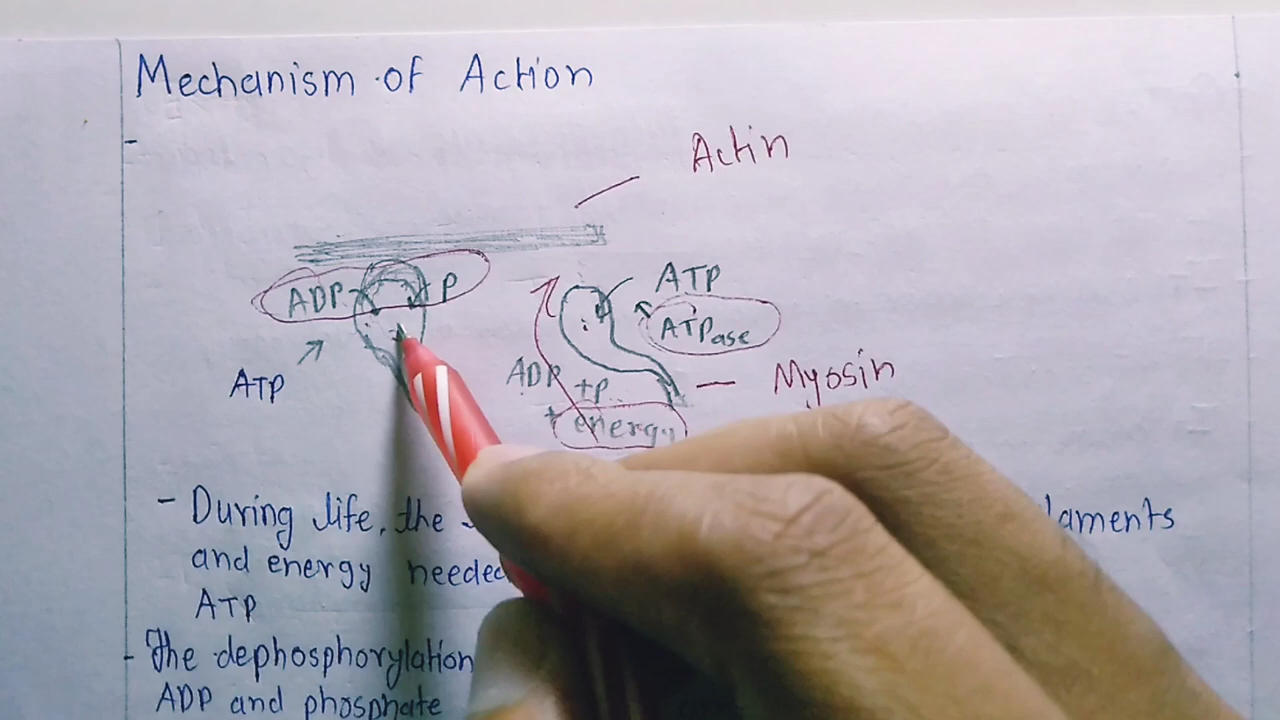 Mechanism of Action
Actin
ADP P
ATP
ATPase
ADP +P
+ energy
Myosin
ATP
- During life, the laments
and energy needed
ATP
- The dephosphorylation
ADP and phosphate